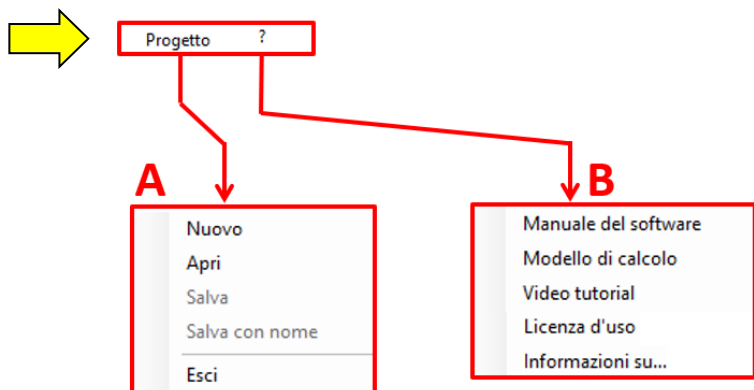 Progetto ?
A
B
Nuovo
Apri
Salva
Salva con nome
Esci
Manuale del software
Modello di calcolo
Video tutorial
Licenza d'uso
Informazioni su...